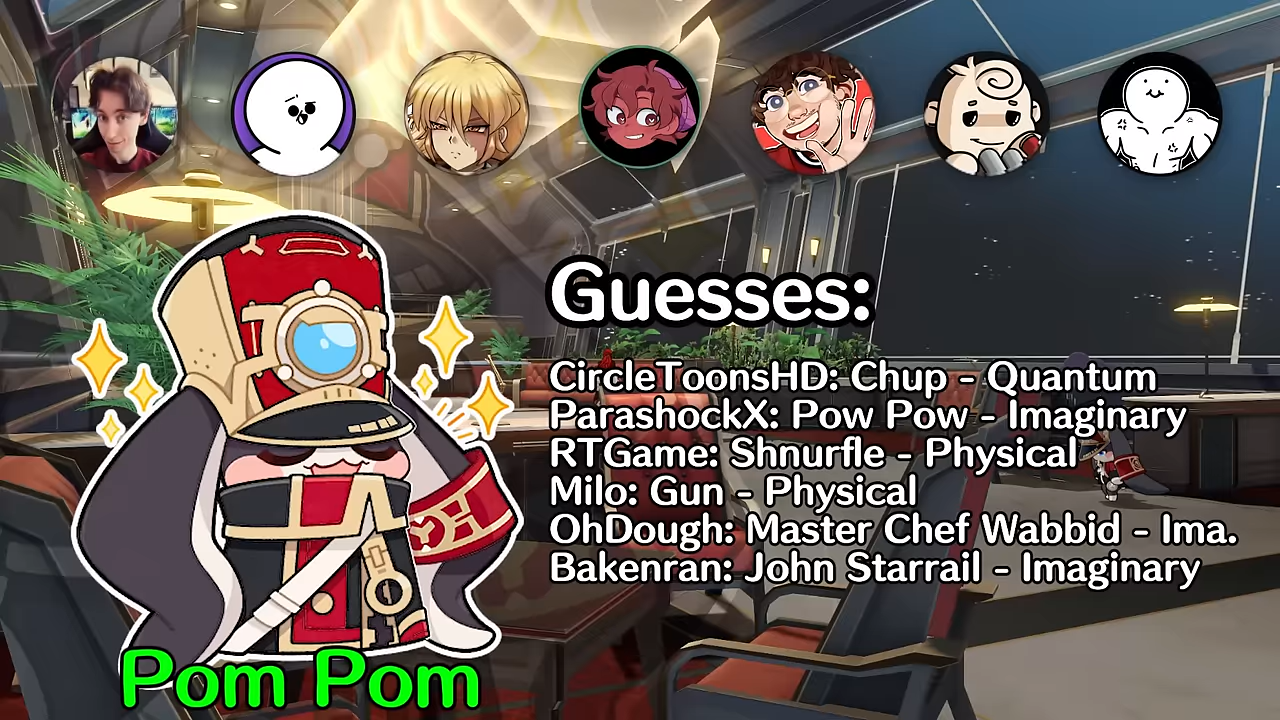 Guesses:
CircleToonsHD: Chup - Quantum
ParashockX: Pow Pow - Imaginary
RTGame: Shnurfle - Physical
Milo: Gun - Physical
OhDough: Master Chef Wabbid - Ima.
Bakenran: John Starrail - Imaginary
Pom Pom